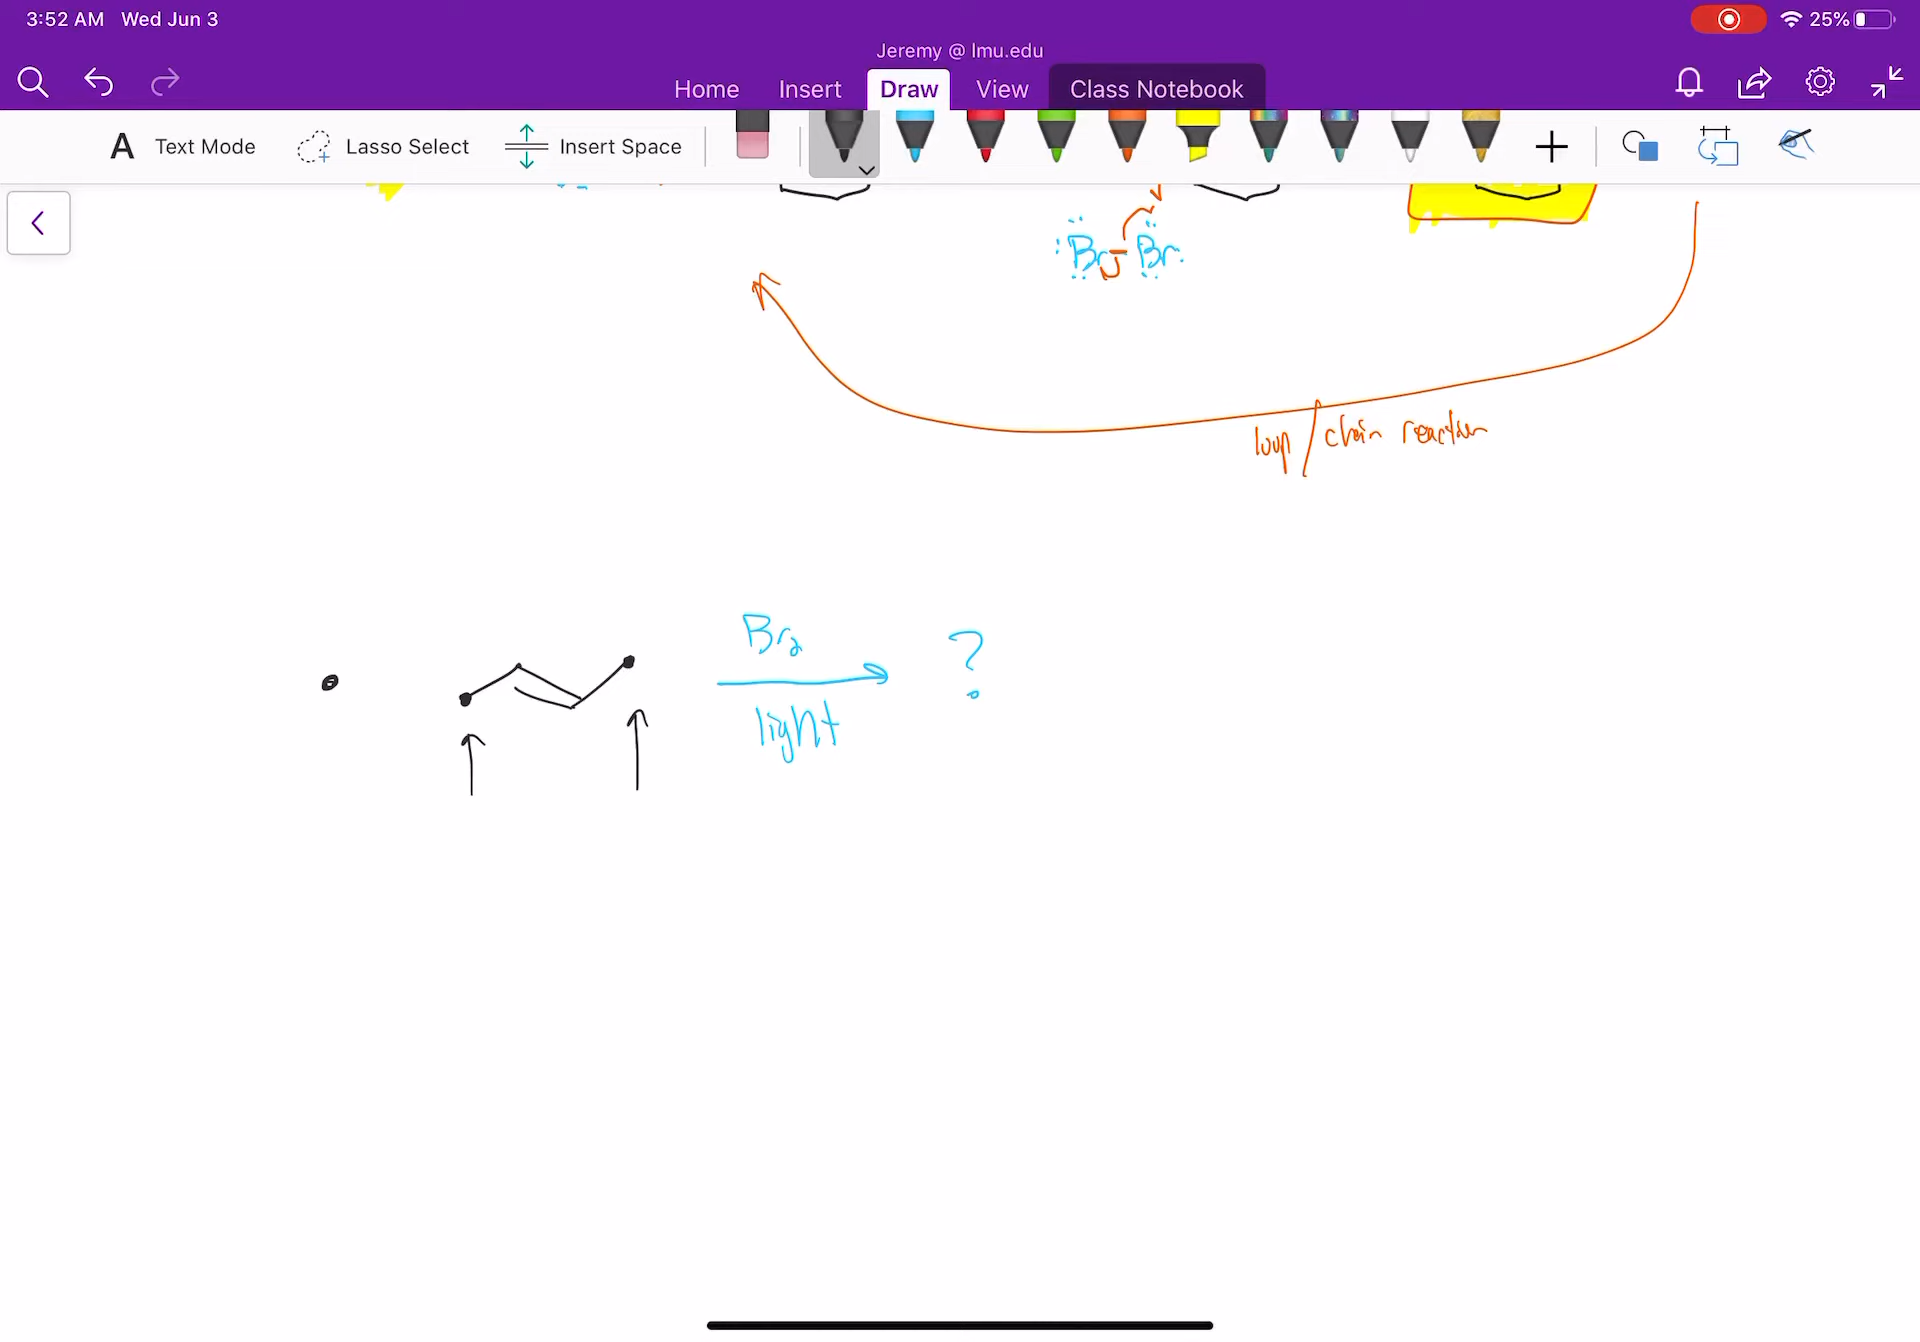 3:52 AM Wed Jun 3
25%
Jeremy @ lmu.edu
Home Insert Draw View Class Notebook
A Text Mode Lasso Select Insert Space
:Br-Br:
loop / chain reaction
Br2
?
light